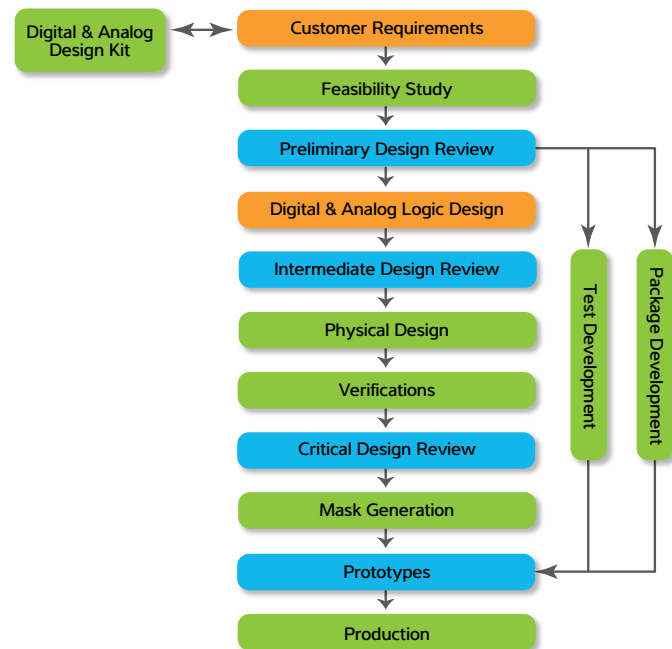 Digital & Analog
Design Kit
Customer Requirements
Feasibility Study
Preliminary Design Review
Digital & Analog Logic Design
Intermediate Design Review
Physical Design
Verifications
Critical Design Review
Mask Generation
Prototypes
Production
Test Development
Package Development